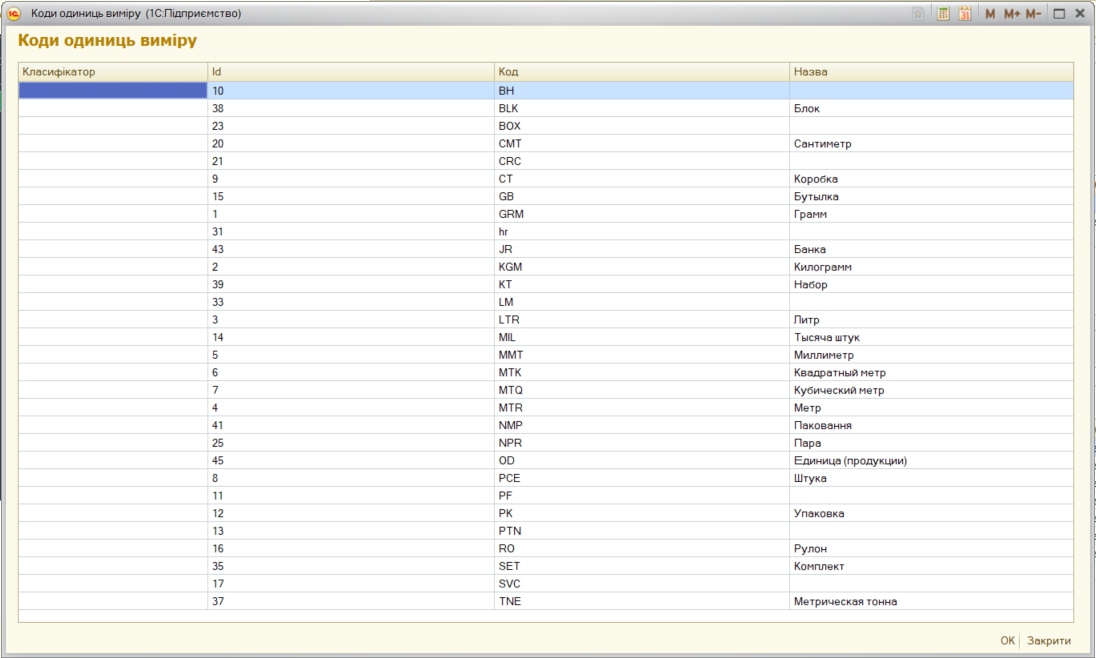 Коди одиниць виміру (1С:Підприємство)
31 M M+ M-
Коди одиниць виміру
Класифікатор Id Код Назва
10 BH
38 BLK Блок
23 BOX
20 CMT Сантиметр
21 CRC
9 CT Коробка
15 GB Бутылка
1 GRM Грамм
31 hr
43 JR Банка
2 KGM Килограмм
39 KT Набор
33 LM
3 LTR Литр
14 MIL Тысяча штук
5 MMT Миллиметр
6 MTK Квадратный метр
7 MTQ Кубический метр
4 MTR Метр
41 NMP Паковання
25 NPR Пара
45 OD Единица (продукции)
8 PCE Штука
11 PF
12 PK Упаковка
13 PTN
16 RO Рулон
35 SET Комплект
17 SVC
37 TNE Метрическая тонна
OK Закрити